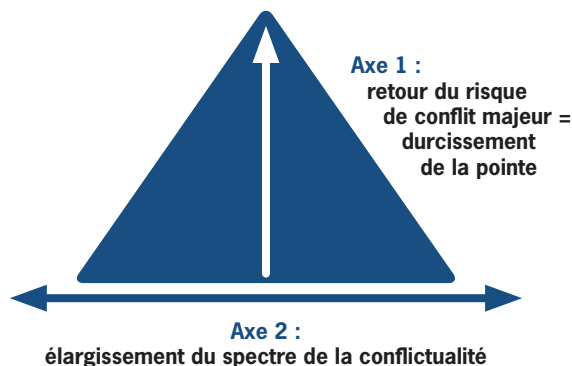 Axe 1 :
retour du risque
de conflit majeur =
durcissement
de la pointe
Axe 2 :
élargissement du spectre de la conflictualité